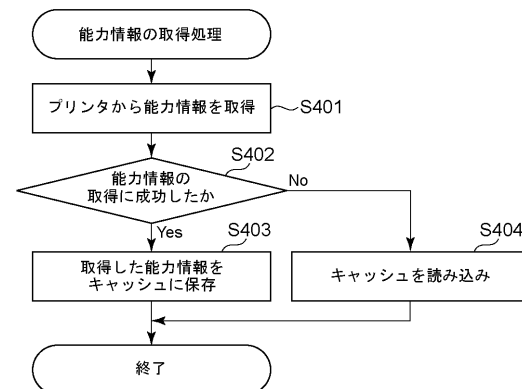 能力情報の取得処理
プリンタから能力情報を取得
S401
能力情報の
取得に成功したか
S402
No
Yes
取得した能力情報を
キャッシュに保存
S403
キャッシュを読み込み
S404
終了